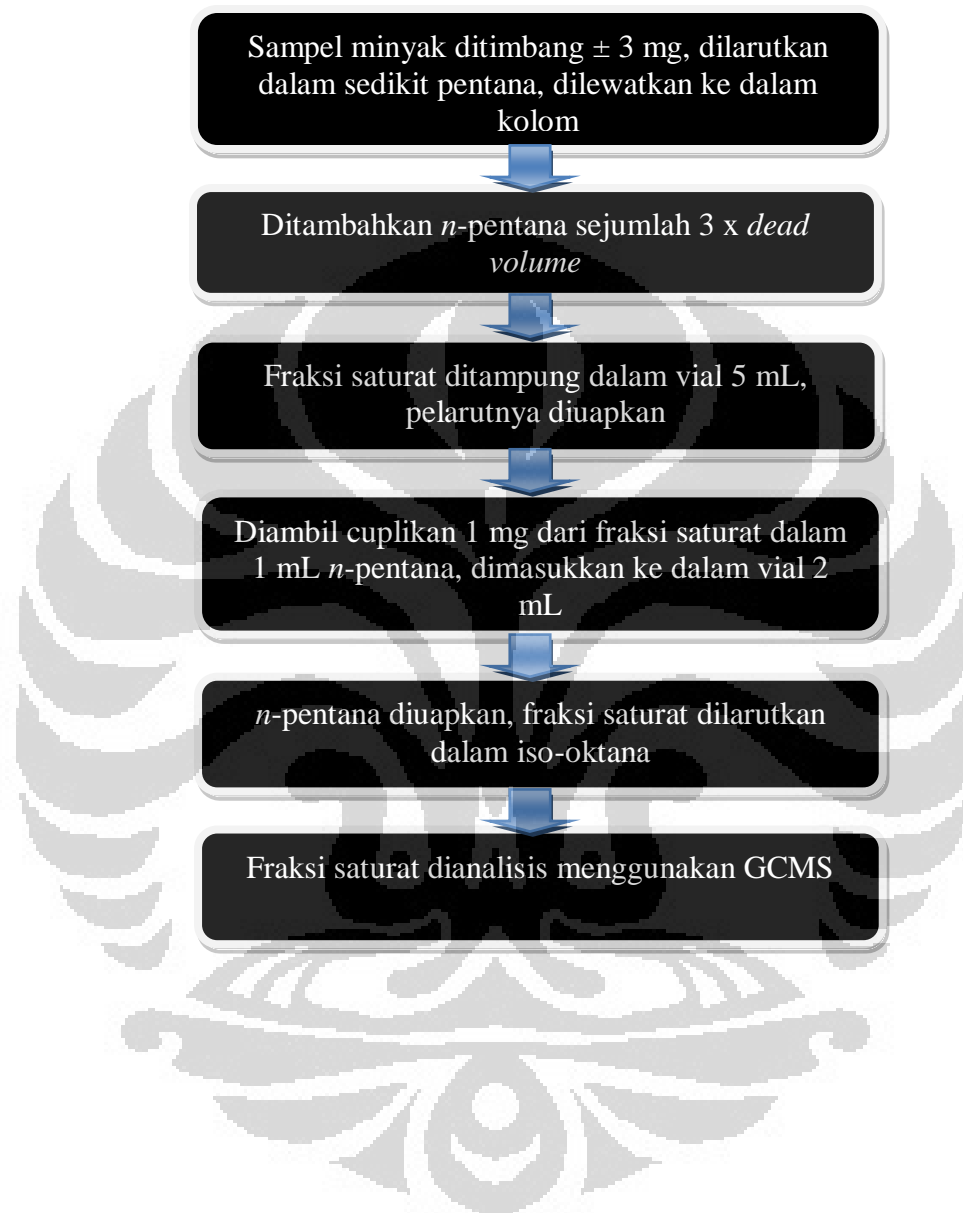 Sampel minyak ditimbang ± 3 mg, dilarutkan
dalam sedikit pentana, dilewatkan ke dalam
kolom
Ditambahkan n-pentana sejumlah 3 x dead
volume
Fraksi saturat ditampung dalam vial 5 mL,
pelarutnya diuapkan
Diambil cuplikan 1 mg dari fraksi saturat dalam
1 mL n-pentana, dimasukkan ke dalam vial 2
mL
n-pentana diuapkan, fraksi saturat dilarutkan
dalam iso-oktana
Fraksi saturat dianalisis menggunakan GCMS